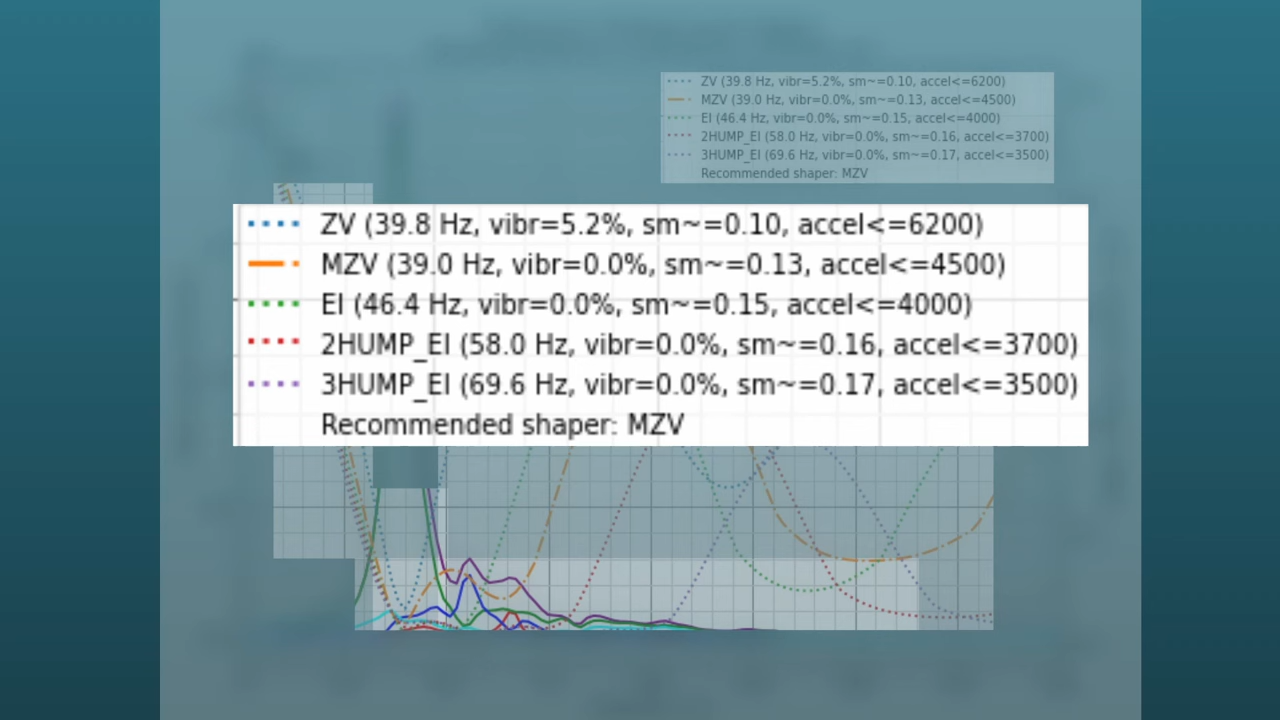 ZV (39.8 Hz, vibr=5.2%, sm~=0.10, accel<=6200)
MZV (39.0 Hz, vibr=0.0%, sm~=0.13, accel<=4500)
EI (46.4 Hz, vibr=0.0%, sm~=0.15, accel<=4000)
2HUMP_EI (58.0 Hz, vibr=0.0%, sm~=0.16, accel<=3700)
3HUMP_EI (69.6 Hz, vibr=0.0%, sm~=0.17, accel<=3500)
Recommended shaper: MZV
ZV (39.8 Hz, vibr=5.2%, sm~=0.10, accel<=6200)
MZV (39.0 Hz, vibr=0.0%, sm~=0.13, accel<=4500)
EI (46.4 Hz, vibr=0.0%, sm~=0.15, accel<=4000)
2HUMP_EI (58.0 Hz, vibr=0.0%, sm~=0.16, accel<=3700)
3HUMP_EI (69.6 Hz, vibr=0.0%, sm~=0.17, accel<=3500)
Recommended shaper: MZV